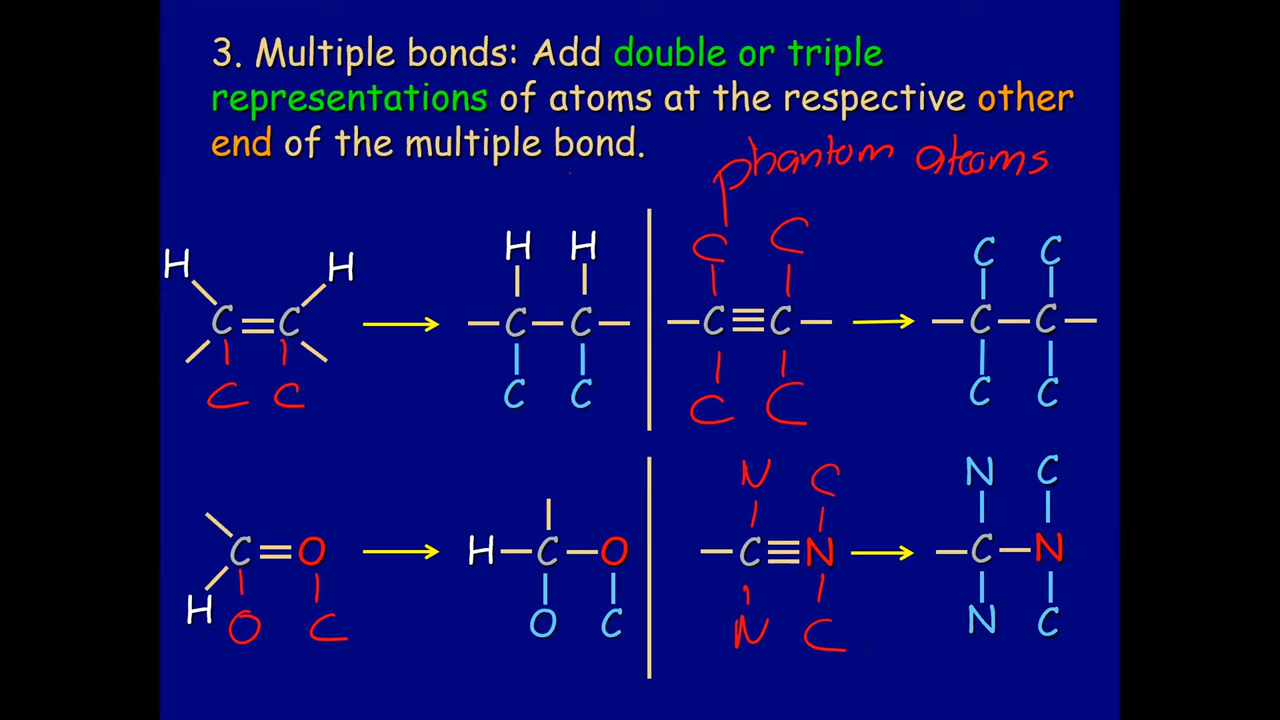 3. Multiple bonds: Add double or triple
representations of atoms at the respective other
end of the multiple bond.
phantom atoms
H H H H C C C C
C = C C C C ≡ C C C
C C C C C C C C
N C N C
C = O H C O C ≡ N C N
H O C O C N C N C